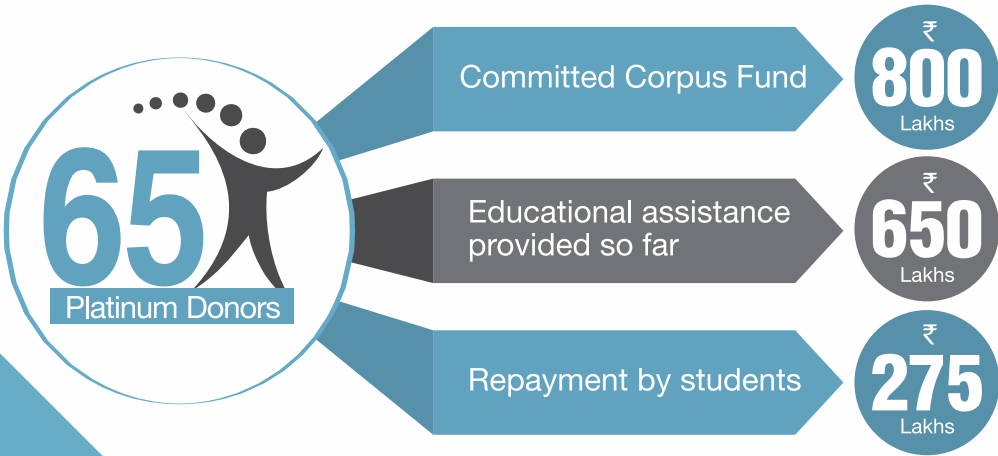 65
Platinum Donors
Committed Corpus Fund
₹
800
Lakhs
Educational assistance
provided so far
₹
650
Lakhs
Repayment by students
₹
275
Lakhs